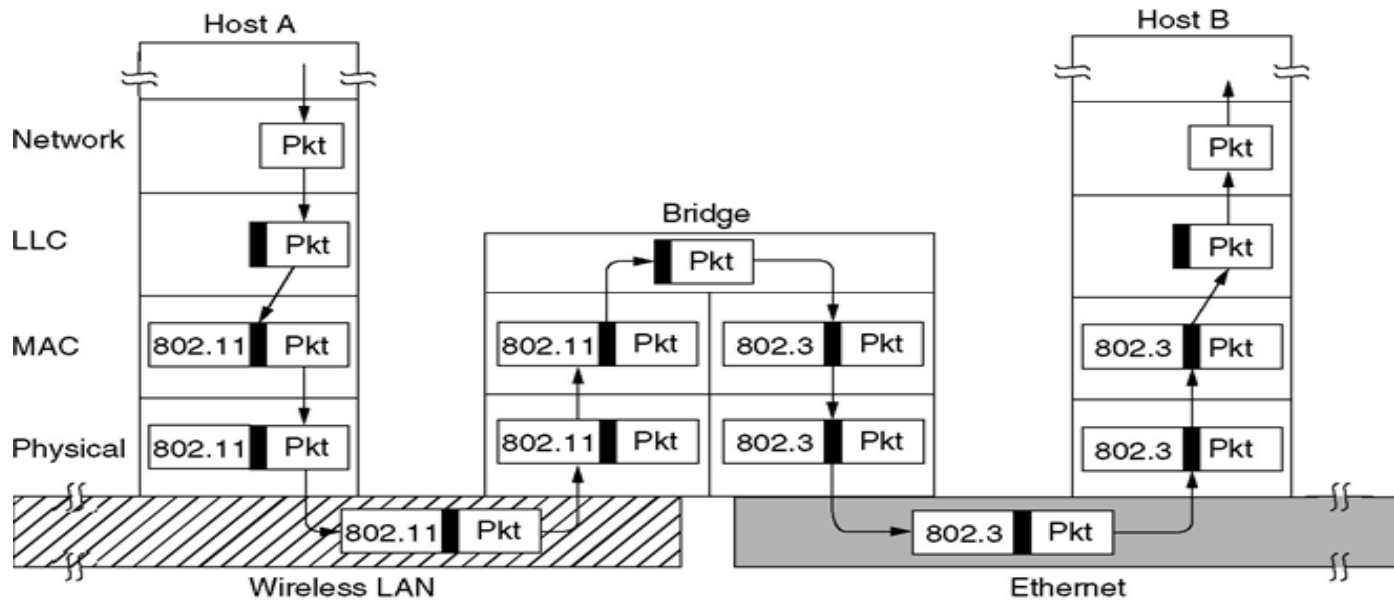 Host A
Host B
Network
Pkt
Pkt
LLC
Pkt
Bridge
Pkt
Pkt
MAC
802.11 Pkt
802.11 Pkt
802.3 Pkt
802.3 Pkt
Physical
802.11 Pkt
802.11 Pkt
802.3 Pkt
802.3 Pkt
802.11 Pkt
802.3 Pkt
Wireless LAN
Ethernet